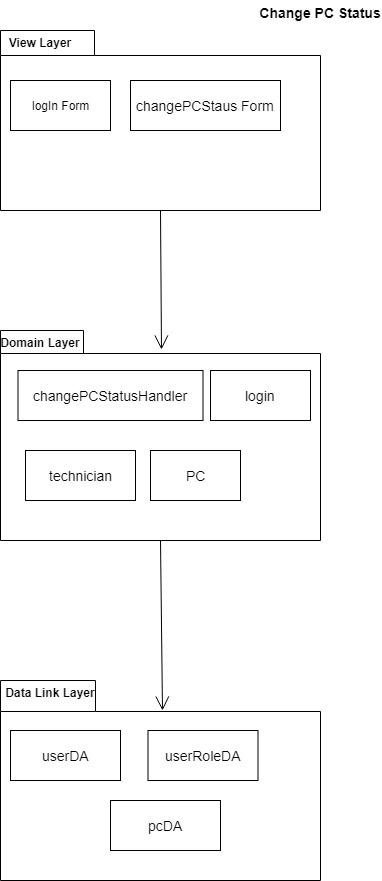 Change PC Status
View Layer
logIn Form
changePCStaus Form
Domain Layer
changePCStatusHandler
login
technician
PC
Data Link Layer
userDA
userRoleDA
pcDA